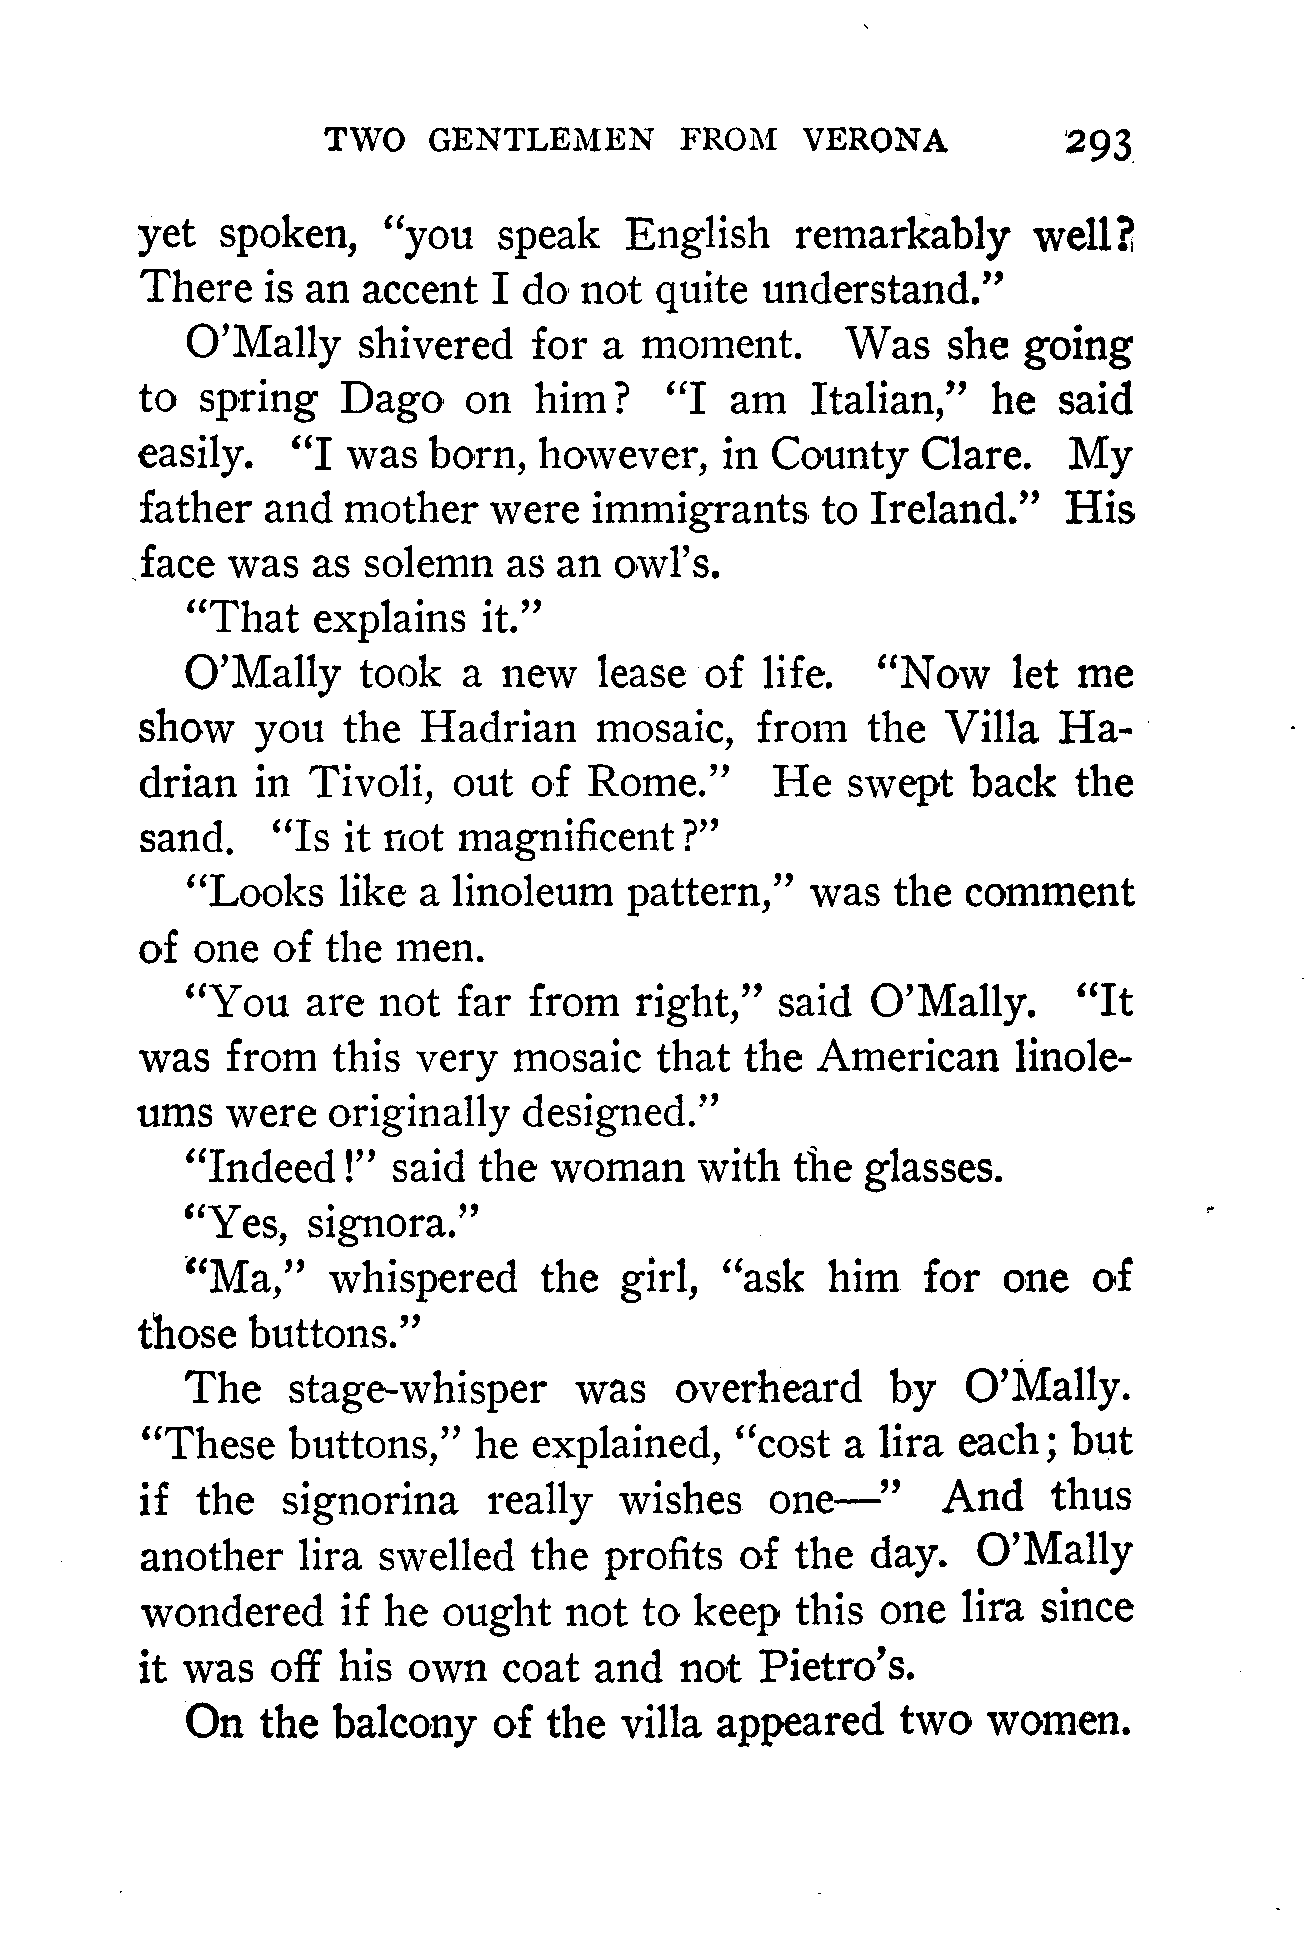 TWO GENTLEMEN FROM VERONA 293
yet spoken, “you speak English remarkably well?
There is an accent I do not quite understand.”
O’Mally shivered for a moment. Was she going
to spring Dago on him? “I am Italian,” he said
easily. “I was born, however, in County Clare. My
father and mother were immigrants to Ireland.” His
face was as solemn as an owl’s.
“That explains it.”
O’Mally took a new lease of life. “Now let me
show you the Hadrian mosaic, from the Villa Ha-
drian in Tivoli, out of Rome.” He swept back the
sand. “Is it not magnificent?”
“Looks like a linoleum pattern,” was the comment
of one of the men.
“You are not far from right,” said O’Mally. “It
was from this very mosaic that the American linole-
ums were originally designed.”
“Indeed!” said the woman with the glasses.
“Yes, signora.”
“Ma,” whispered the girl, “ask him for one of
those buttons.”
The stage-whisper was overheard by O’Mally.
“These buttons,” he explained, “cost a lira each; but
if the signorina really wishes one—” And thus
another lira swelled the profits of the day. O’Mally
wondered if he ought not to keep this one lira since
it was off his own coat and not Pietro’s.
On the balcony of the villa appeared two women.